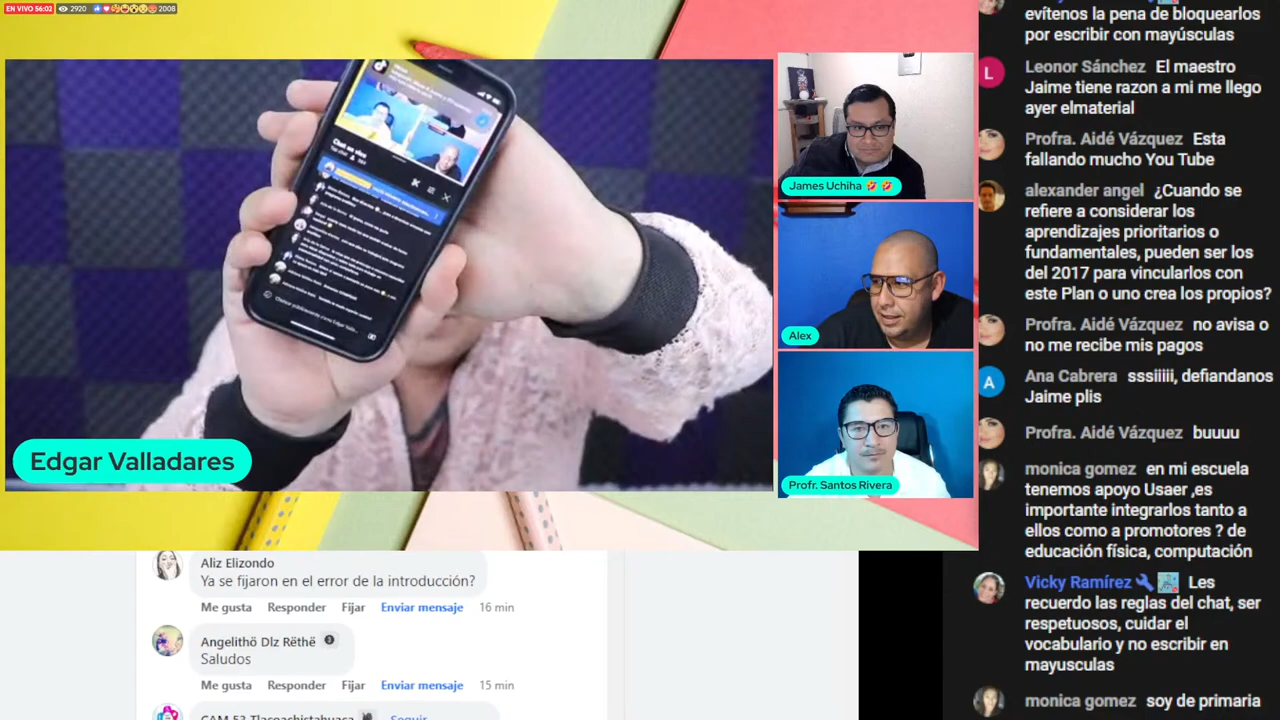 EN VIVO 56:02 2920 2008
Chat en vivo
Edgar Valladares
James Uchiha
Alex
Profr. Santos Rivera
evítenos la pena de bloquearlos
por escribir con mayúsculas
L Leonor Sánchez El maestro
Jaime tiene razon a mi me llego
ayer elmaterial
Profra. Aidé Vázquez Esta
fallando mucho You Tube
alexander angel ¿Cuando se
refiere a considerar los
aprendizajes prioritarios o
fundamentales, pueden ser los
del 2017 para vincularlos con
este Plan o uno crea los propios?
Profra. Aidé Vázquez no avisa o
no me recibe mis pagos
A Ana Cabrera sssiiiii, defiandanos
Jaime plis
Profra. Aidé Vázquez buuuu
monica gomez en mi escuela
tenemos apoyo Usaer ,es
importante integrarlos tanto a
ellos como a promotores ? de
educación física, computación
Vicky Ramírez Les
recuerdo las reglas del chat, ser
respetuosos, cuidar el
vocabulario y no escribir en
mayusculas
monica gomez soy de primaria
Aliz Elizondo
Ya se fijaron en el error de la introducción?
Me gusta Responder Fijar Enviar mensaje 16 min
Angelithö Dlz Rëthë
Saludos
Me gusta Responder Fijar Enviar mensaje 15 min
CAM 53 Tlacoachistahuaca Seguir